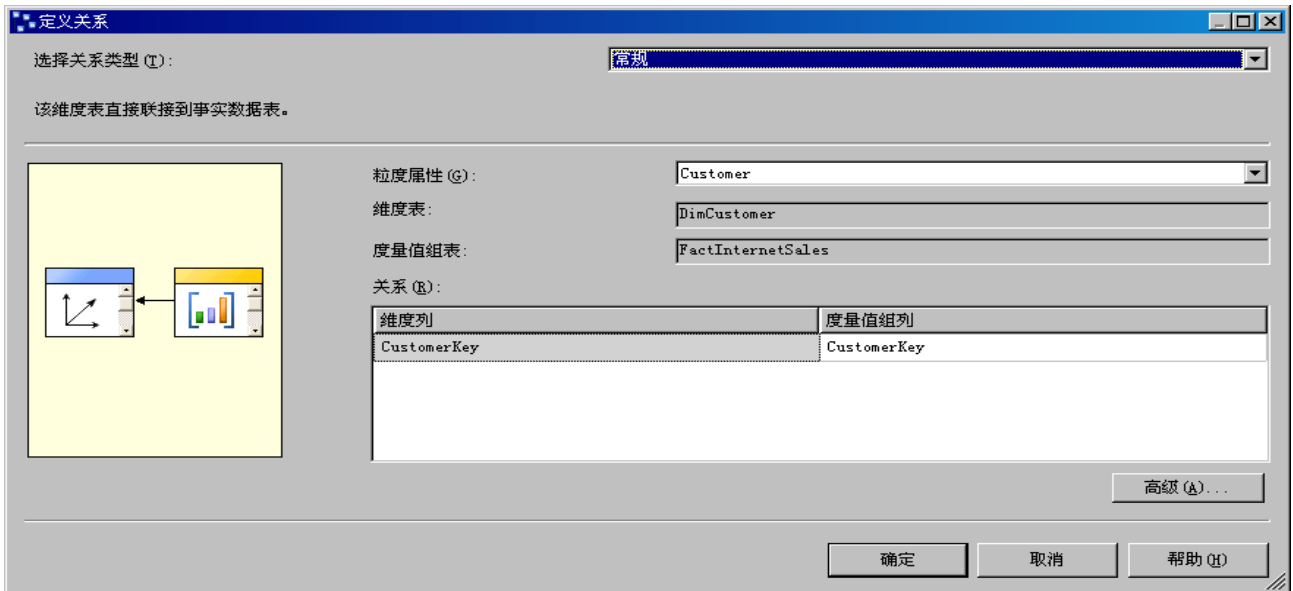 定义关系
选择关系类型(T): 常规
该维度表直接联接到事实数据表。
粒度属性(G): Customer
维度表: DimCustomer
度量值组表: FactInternetSales
关系(R):
维度列 度量值组列
CustomerKey CustomerKey
高级(A)...
确定 取消 帮助(H)